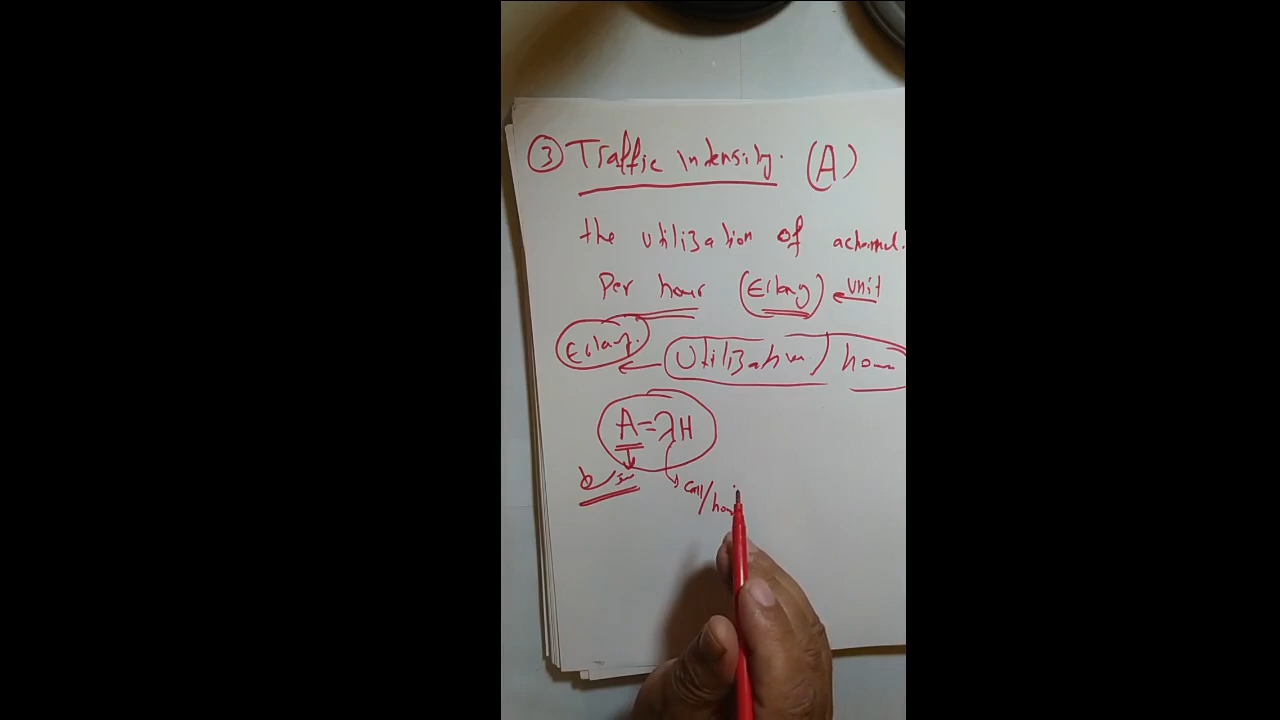 ③ Traffic Intensity. (A)
the utilization of a channel.
Per hour (Erlang) unit
Erlang. ← Utilization / hour
A = λH
call/hour